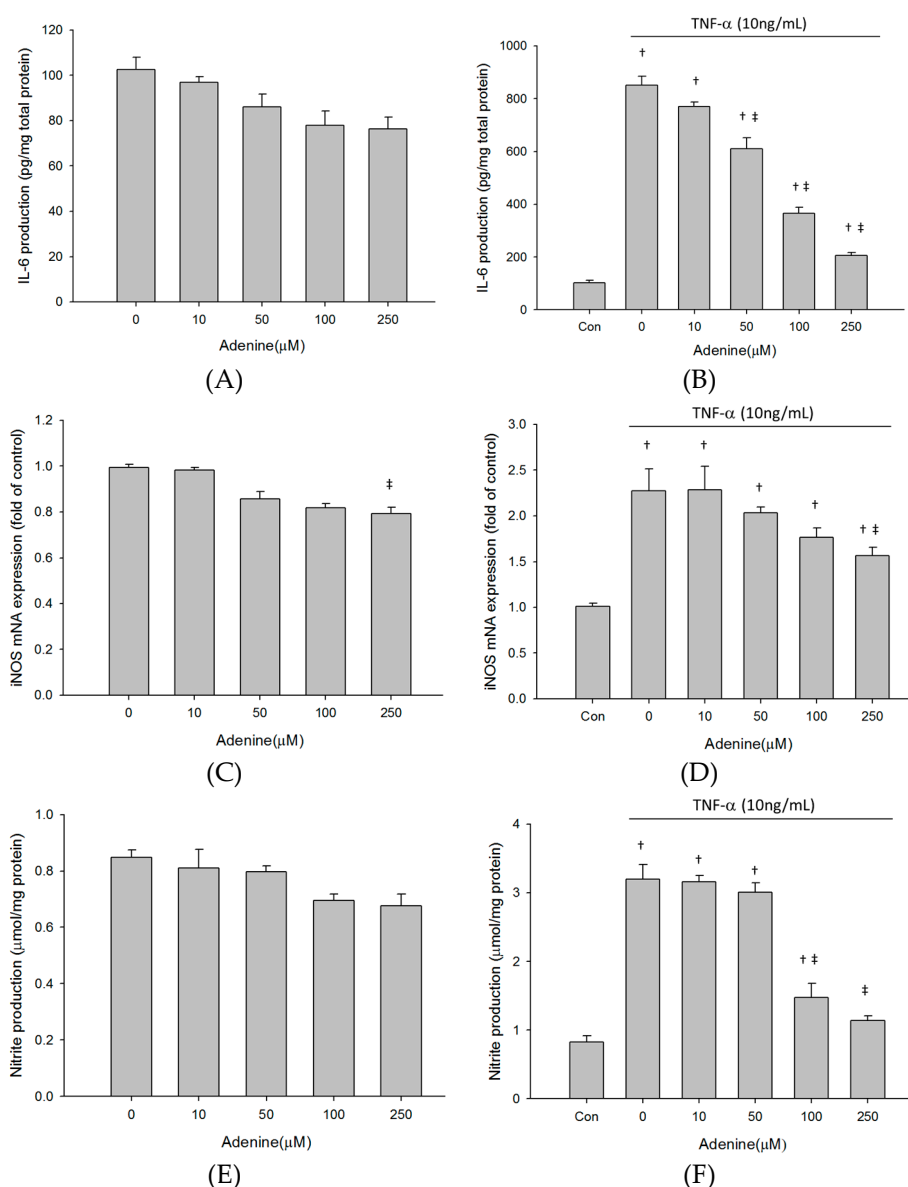 IL-6 production (pg/mg total protein)
120
100
80
60
40
20
0
0 10 50 100 250
Adenine(μM)
(A)
TNF-α (10ng/mL)
IL-6 production (pg/mg total protein)
1000
800
600
400
200
0
†
†
† ‡
† ‡
† ‡
Con 0 10 50 100 250
Adenine(μM)
(B)
iNOS mNA expression (fold of control)
1.2
1.0
0.8
0.6
0.4
0.2
0.0
‡
0 10 50 100 250
Adenine(μM)
(C)
TNF-α (10ng/mL)
iNOS mNA expression (fold of control)
3.0
2.5
2.0
1.5
1.0
0.5
0.0
†
†
†
†
† ‡
Con 0 10 50 100 250
Adenine(μM)
(D)
Nitrite production (μmol/mg protein)
1.0
0.8
0.6
0.4
0.2
0.0
0 10 50 100 250
Adenine(μM)
(E)
TNF-α (10ng/mL)
Nitrite production (μmol/mg protein)
4
3
2
1
0
†
†
†
† ‡
‡
Con 0 10 50 100 250
Adenine(μM)
(F)